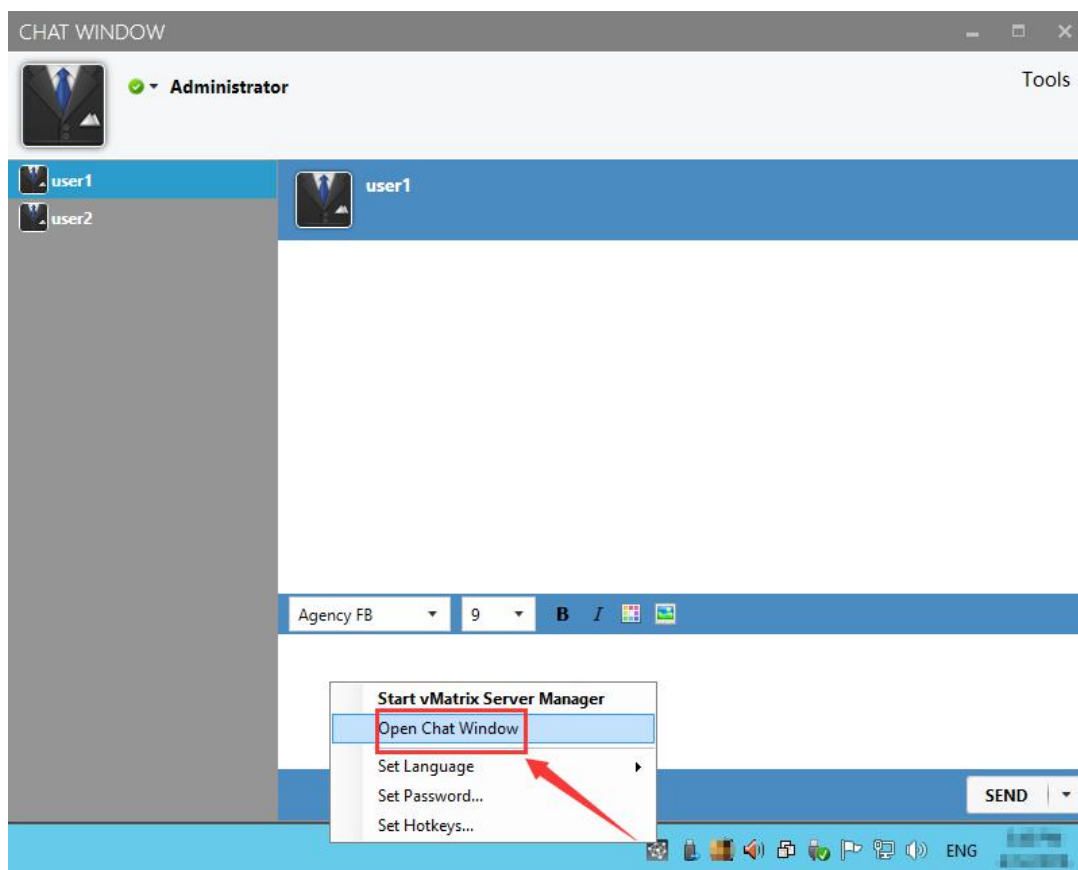 CHAT WINDOW
Administrator
Tools
user1
user2
user1
Agency FB
9
B
I
Start vMatrix Server Manager
Open Chat Window
Set Language
Set Password...
Set Hotkeys...
SEND
ENG